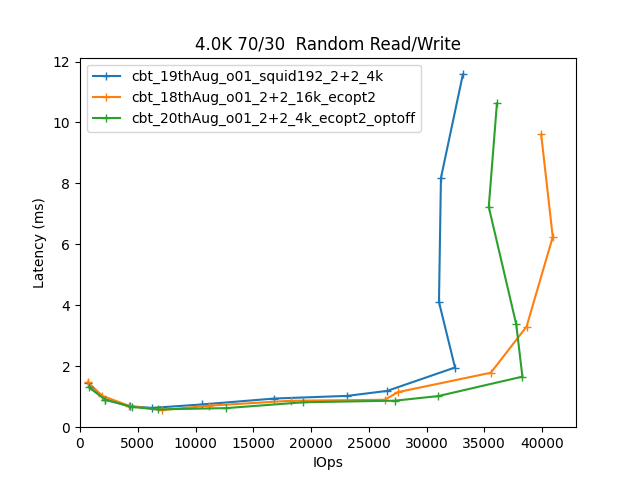 4.0K 70/30  Random Read/Write
cbt_19thAug_o01_squid192_2+2_4k
cbt_18thAug_o01_2+2_16k_ecopt2
cbt_20thAug_o01_2+2_4k_ecopt2_optoff
12
10
8
6
4
2
0
Latency (ms)
0 5000 10000 15000 20000 25000 30000 35000 40000
IOps